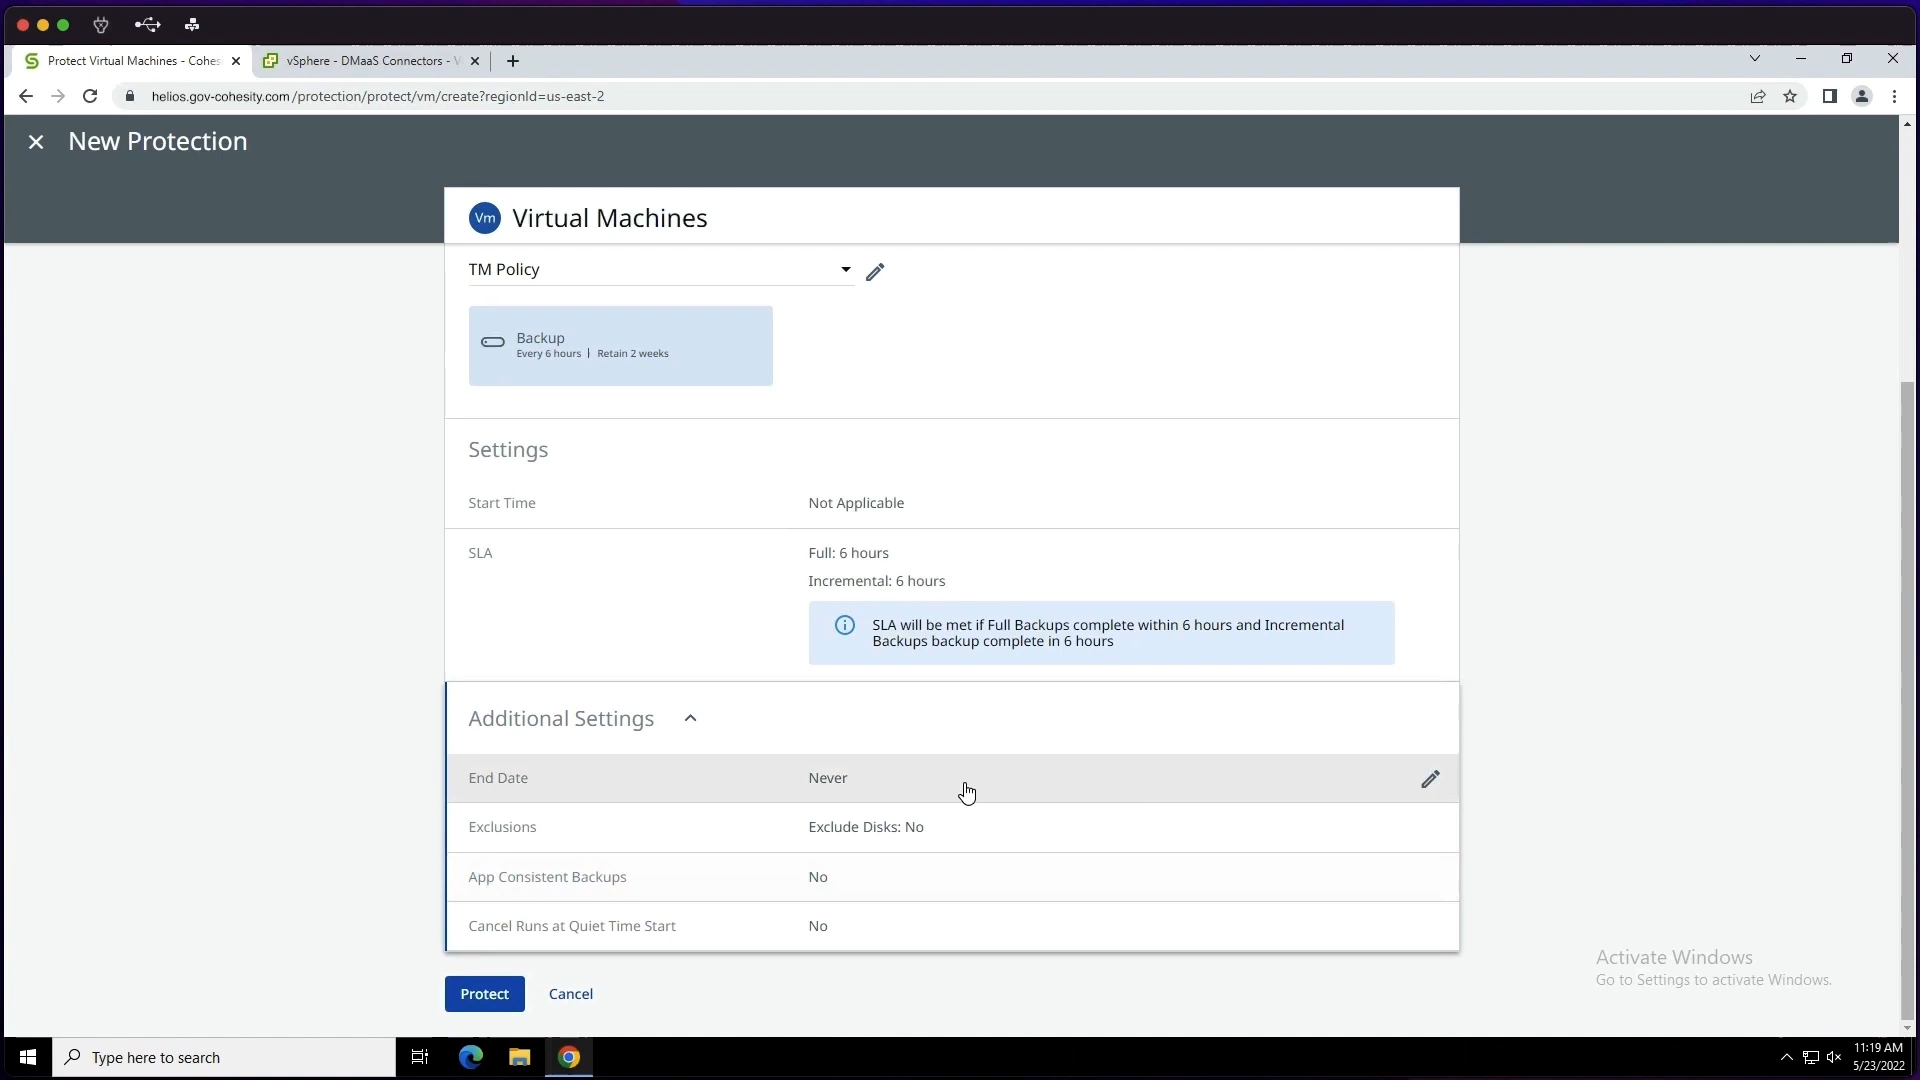 Protect Virtual Machines - Cohes
vSphere - DMaaS Connectors - V
helios.gov-cohesity.com/protection/protect/vm/create?regionId=us-east-2
New Protection
Vm Virtual Machines
TM Policy
Backup
Every 6 hours | Retain 2 weeks
Settings
Start Time Not Applicable
SLA Full: 6 hours
Incremental: 6 hours
SLA will be met if Full Backups complete within 6 hours and Incremental
Backups backup complete in 6 hours
Additional Settings
End Date Never
Exclusions Exclude Disks: No
App Consistent Backups No
Cancel Runs at Quiet Time Start No
Protect Cancel
Activate Windows
Go to Settings to activate Windows.
Type here to search
11:19 AM
5/23/2022